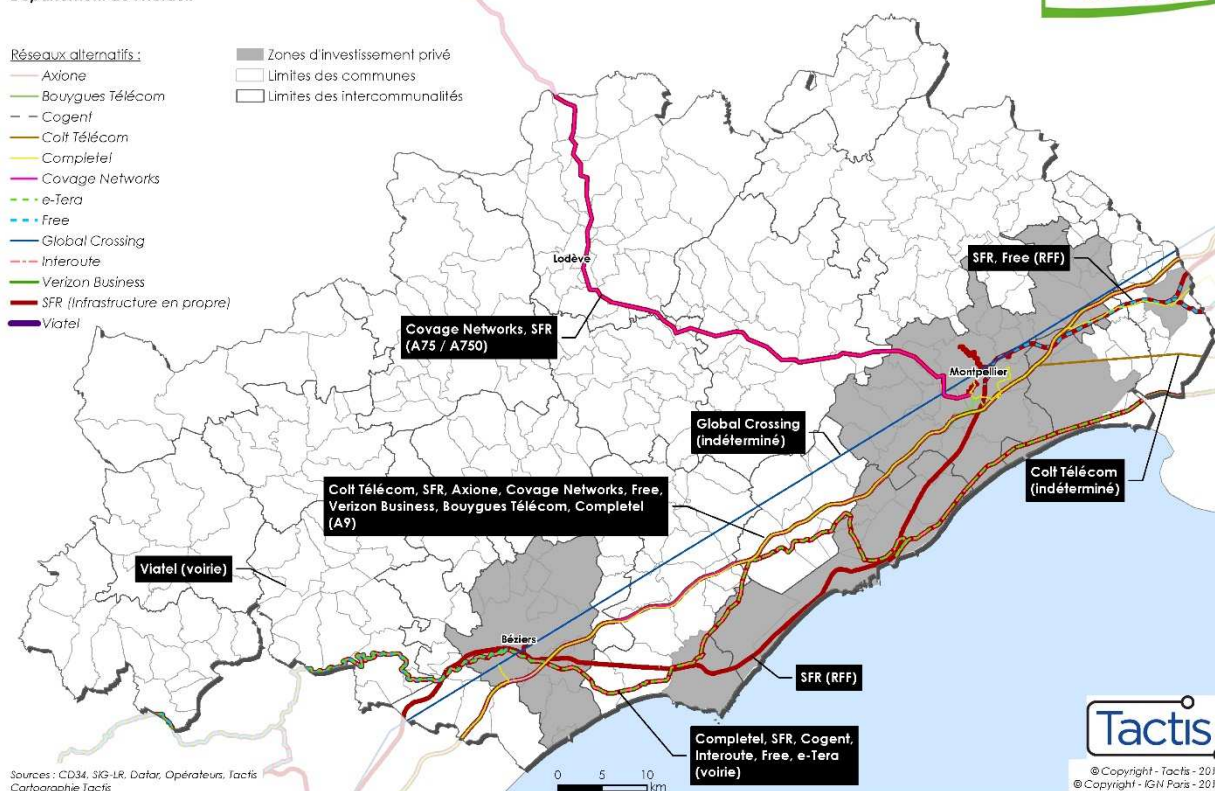 Réseaux alternatifs :
Axione
Bouygues Télécom
Cogent
Colt Télécom
Completel
Covage Networks
e-Tera
Free
Global Crossing
Interoute
Verizon Business
SFR (Infrastructure en propre)
Viatel
Zones d'investissement privé
Limites des communes
Limites des intercommunalités
SFR, Free (RFF)
Lodève
Covage Networks, SFR
(A75 / A750)
Montpellier
Global Crossing
(indéterminé)
Colt Télécom
(indéterminé)
Colt Télécom, SFR, Axione, Covage Networks, Free,
Verizon Business, Bouygues Télécom, Completel
(A9)
Viatel (voirie)
Béziers
SFR (RFF)
Completel, SFR, Cogent,
Interoute, Free, e-Tera
(voirie)
Tactis
Sources : CD34, SIG-LR, Datar, Opérateurs, Tactis
Cartographie Tactis
0 5 10
km
© Copyright - Tactis -
© Copyright - IGN Paris -